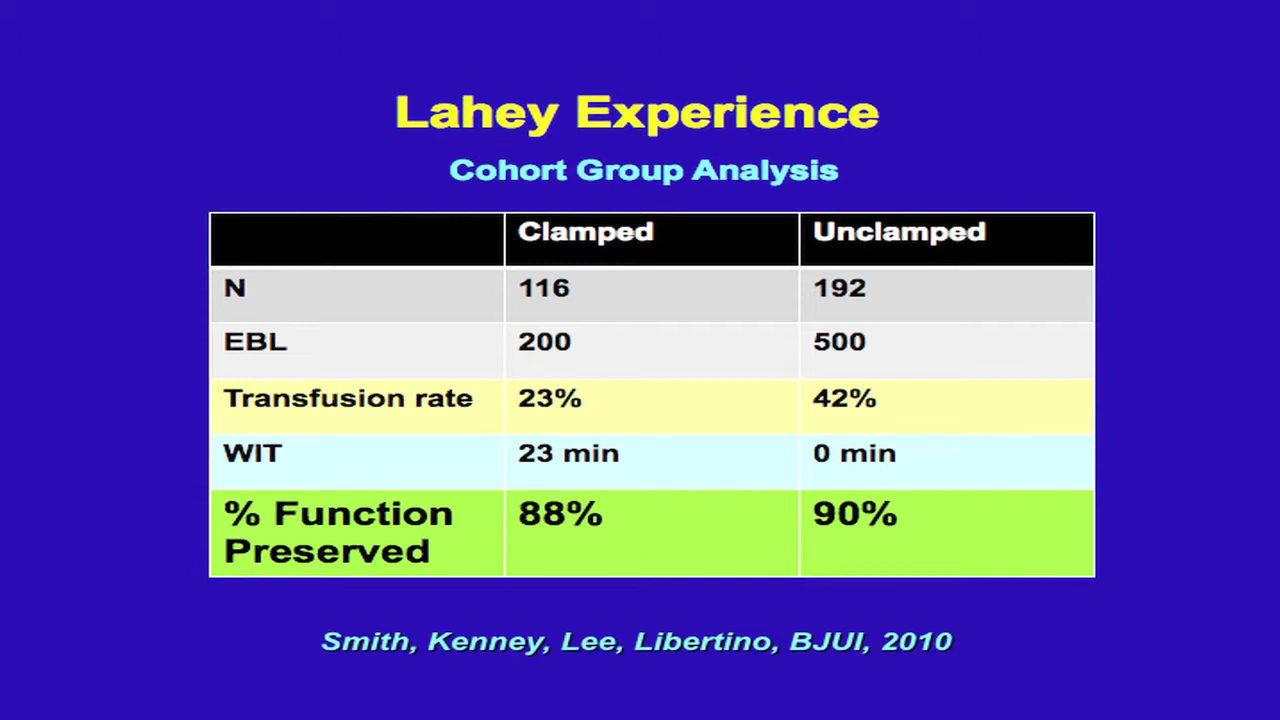 Lahey Experience
Cohort Group Analysis
Clamped Unclamped
N 116 192
EBL 200 500
Transfusion rate 23% 42%
WIT 23 min 0 min
% Function 88% 90%
Preserved
Smith, Kenney, Lee, Libertino, BJUI, 2010